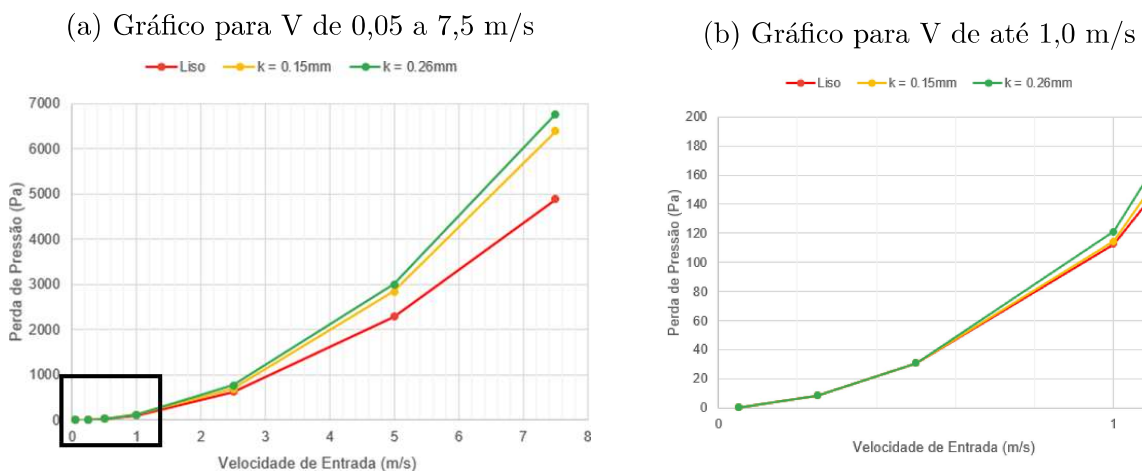 (a) Gráfico para V de 0,05 a 7,5 m/s
Liso k = 0.15mm k = 0.26mm
7000
6000
5000
4000
3000
2000
1000
0
0 1 2 3 4 5 6 7 8
Perda de Pressão (Pa)
Velocidade de Entrada (m/s)
(b) Gráfico para V de até 1,0 m/s
Liso k = 0.15mm k = 0.26mm
200
180
160
140
120
100
80
60
40
20
0
0 1
Perda de Pressão (Pa)
Velocidade de Entrada (m/s)